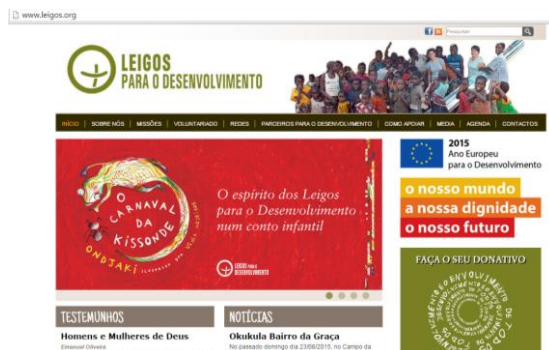 www.leigos.org
Pesquisar
LEIGOS
PARA O DESENVOLVIMENTO
INÍCIO | SOBRE NÓS | MISSÕES | VOLUNTARIADO | REDES | PARCEIROS PARA O DESENVOLVIMENTO | COMO APOIAR | MEDIA | AGENDA | CONTACTOS
O
CARNAVAL
DA
KISSONDE
ONDJAKI
O espírito dos Leigos
para o Desenvolvimento
num conto infantil
LEIGOS PARA O
DESENVOLVIMENTO
2015
Ano Europeu
para o Desenvolvimento
o nosso mundo
a nossa dignidade
o nosso futuro
FAÇA O SEU DONATIVO
TESTEMUNHOS
Homens e Mulheres de Deus
Emanuel Oliveira
NOTÍCIAS
Okukula Bairro da Graça
No passado domingo dia 23/08/2015, no Campo da